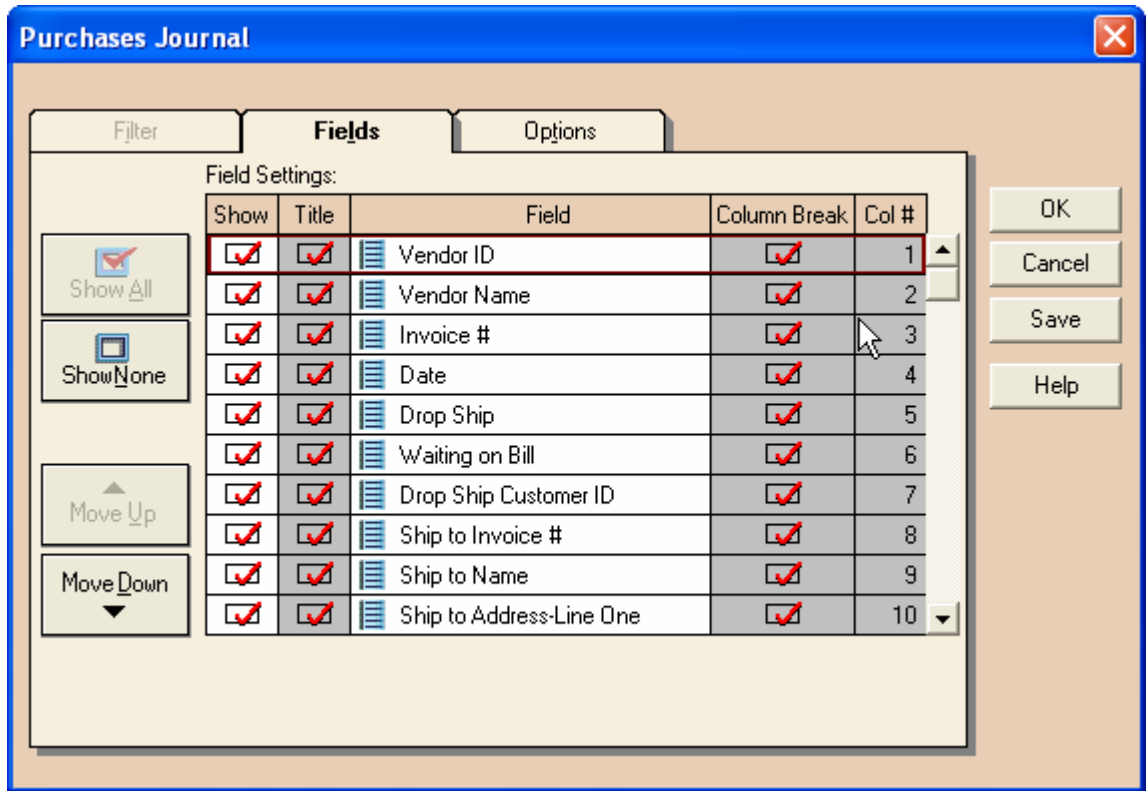 Purchases Journal
Filter Fields Options
Field Settings:
Show Title Field Column Break Col #
Vendor ID 1
Vendor Name 2
Invoice # 3
Date 4
Drop Ship 5
Waiting on Bill 6
Drop Ship Customer ID 7
Ship to Invoice # 8
Ship to Name 9
Ship to Address-Line One 10
Show All
Show None
Move Up
Move Down
OK
Cancel
Save
Help